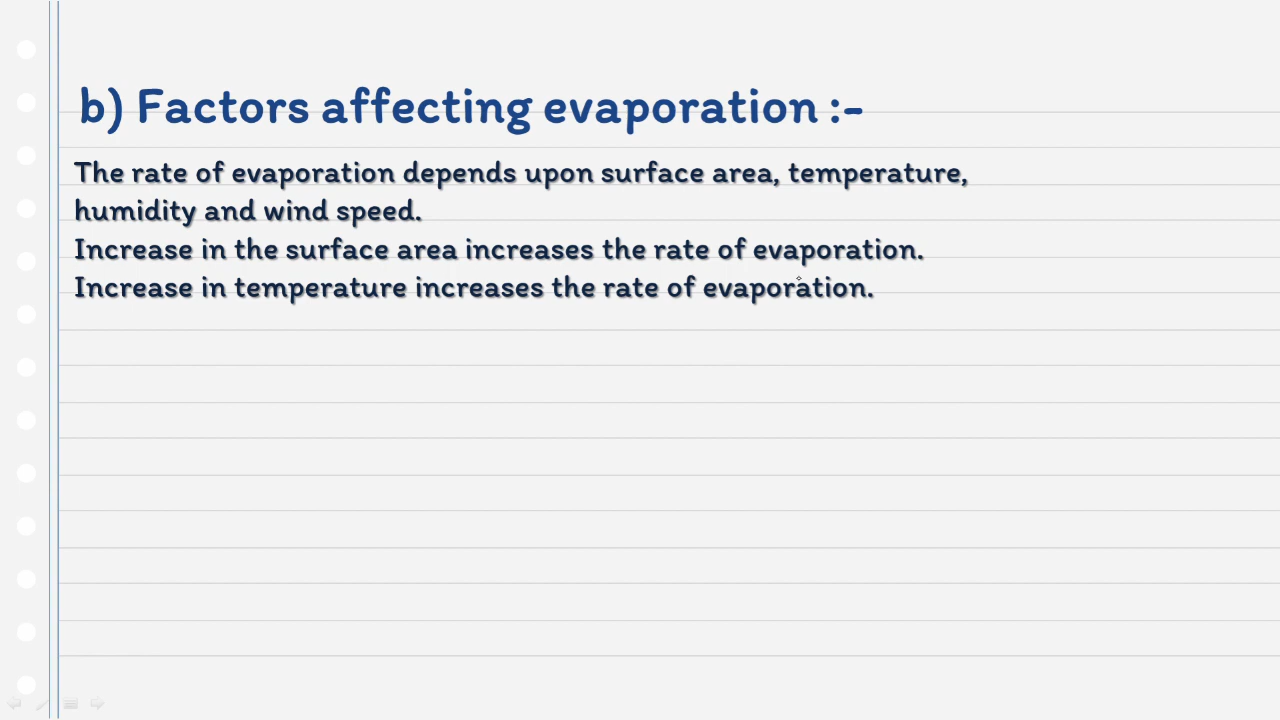 b) Factors affecting evaporation :-
The rate of evaporation depends upon surface area, temperature,
humidity and wind speed.
Increase in the surface area increases the rate of evaporation.
Increase in temperature increases the rate of evaporation.